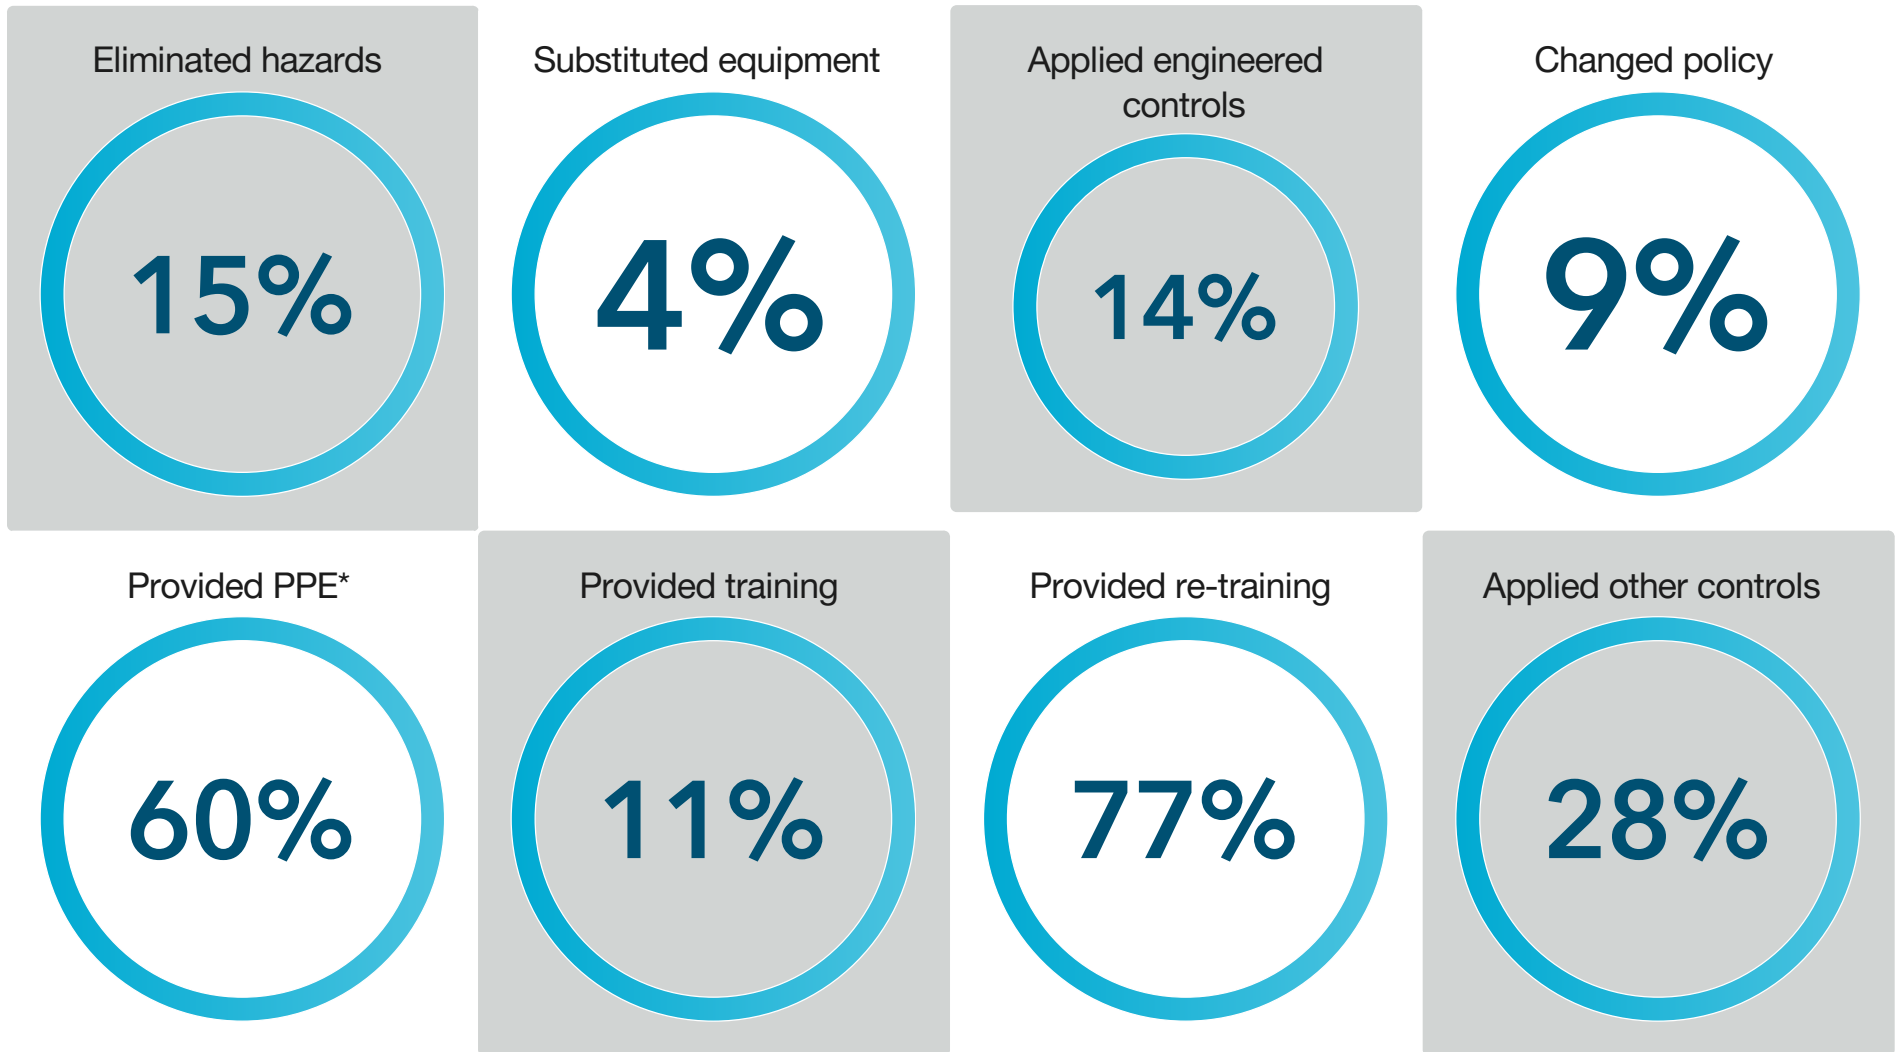 Eliminated hazards
15%
Substituted equipment
4%
Applied engineered
controls
14%
Changed policy
9%
Provided PPE*
60%
Provided training
11%
Provided re-training
77%
Applied other controls
28%